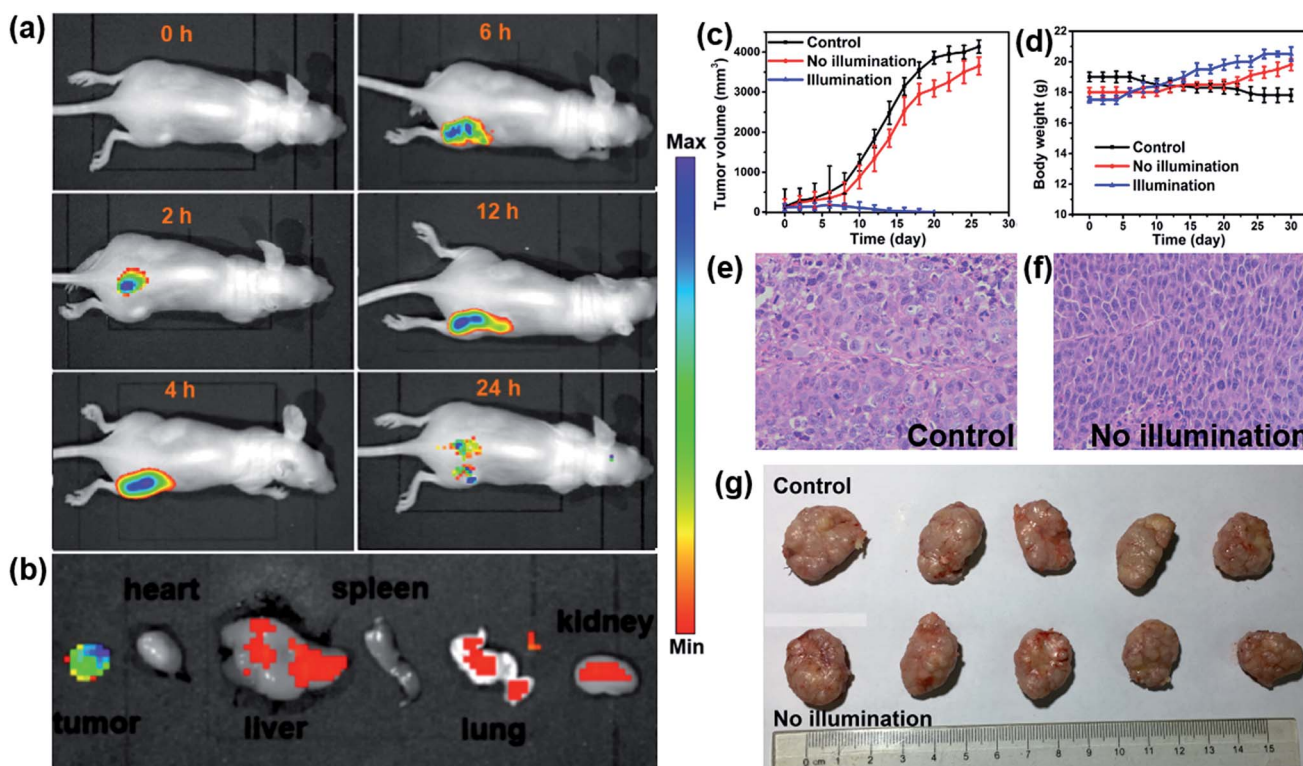 (a)
0 h
6 h
2 h
12 h
4 h
24 h
Max
Min
(b)
heart
spleen
L
kidney
tumor
liver
lung
(c)
Control
No illumination
Illumination
Tumor volume (mm³)
4000
3000
2000
1000
0
0 5 10 15 20 25 30
Time (day)
(d)
Body weight (g)
22
21
20
18
16
14
12
Control
No illumination
Illumination
0 5 10 15 20 25 30
Time (day)
(e)
Control
(f)
No illumination
(g)
Control
No illumination
0 cm 1 2 3 4 5 6 7 8 9 10 11 12 13 14 15